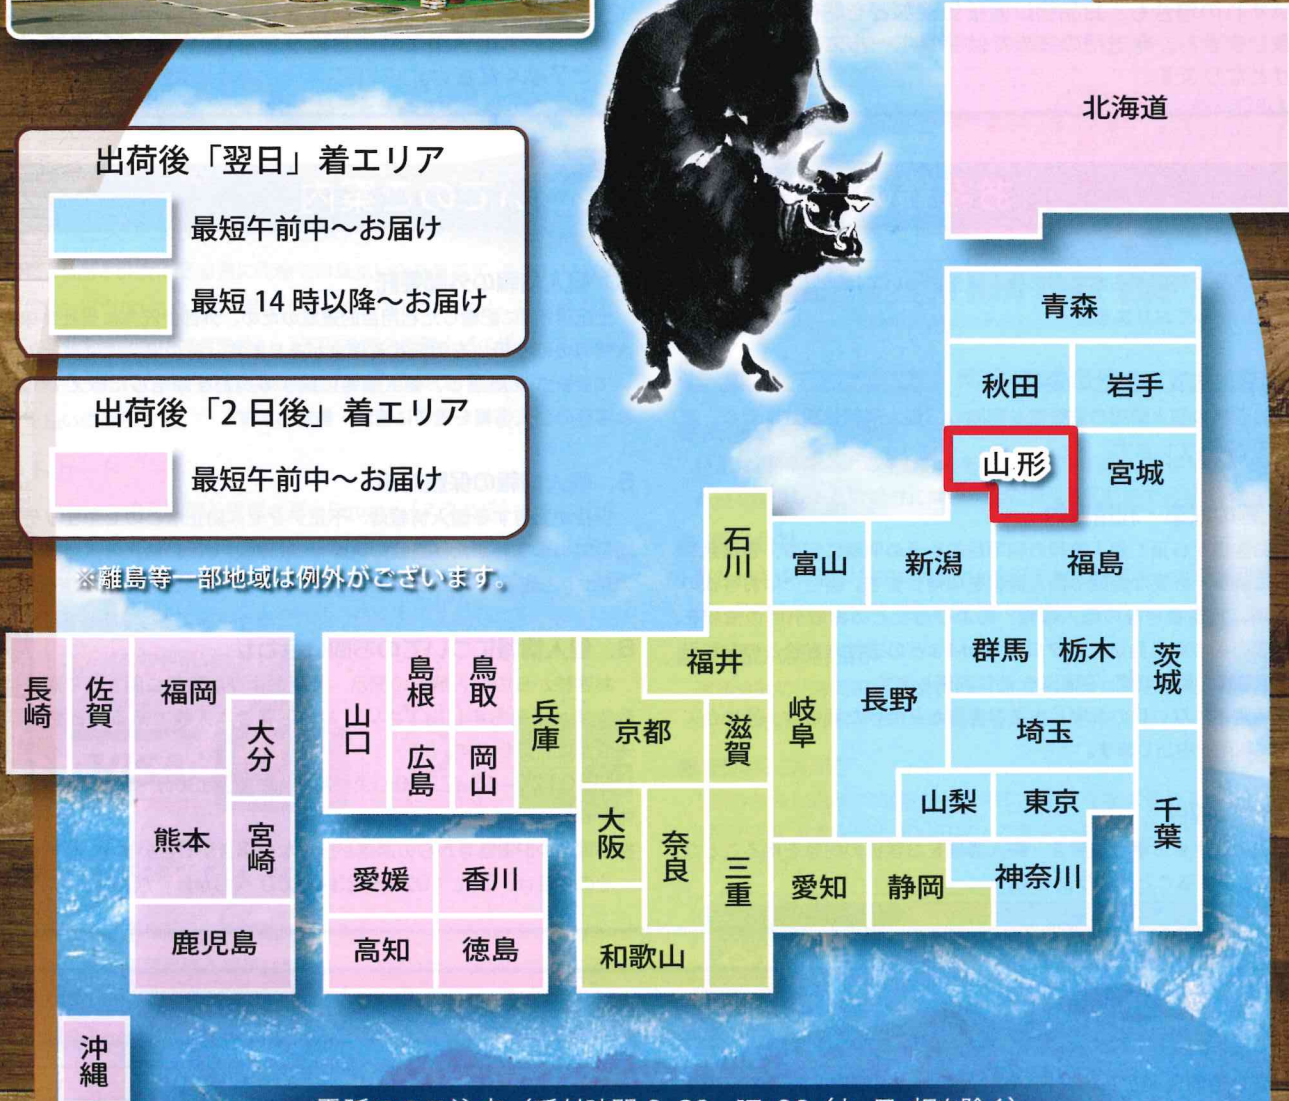 出荷後「翌日」着エリア
最短午前中～お届け
最短 14 時以降～お届け
出荷後「2 日後」着エリア
最短午前中～お届け
※離島等一部地域は例外がございます。
北海道
青森
秋田
岩手
山形
宮城
石川
富山
新潟
福島
福井
岐阜
長野
群馬
栃木
茨城
埼玉
山梨
東京
千葉
神奈川
静岡
愛知
三重
滋賀
京都
奈良
大阪
和歌山
兵庫
鳥取
島根
岡山
広島
山口
香川
愛媛
徳島
高知
福岡
佐賀
長崎
大分
熊本
宮崎
鹿児島
沖縄